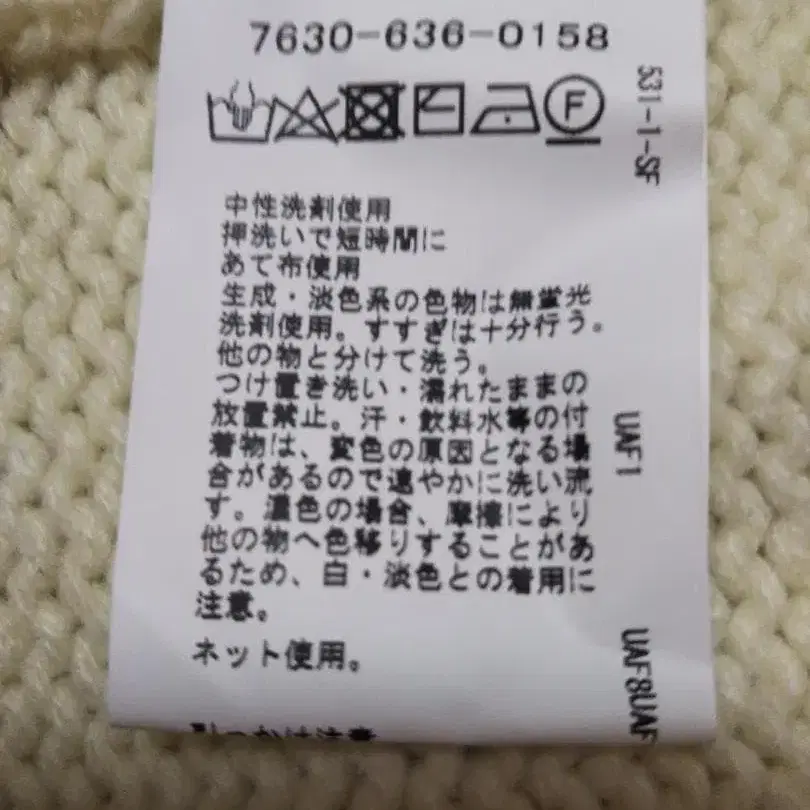 7630-636-0158
F
531-1-SF
中性洗剤使用
押洗いで短時間に
あて布使用
生成・淡色系の色物は無蛍光
洗剤使用。すすぎは十分行う。
他の物と分けて洗う。
つけ置き洗い・濡れたままの
放置禁止。汗・飲料水等の付
着物は、変色の原因となる場
合があるので速やかに洗い流
す。濃色の場合、摩擦により
他の物へ色移りすることがあ
るため、白・淡色との着用に
注意。
ネット使用。
UAF1
UAF8UAF